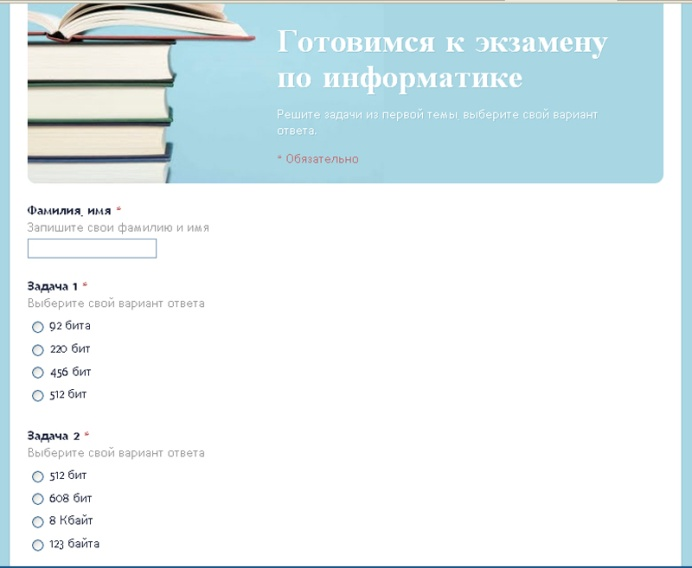 Готовимся к экзамену
по информатике
Решите задачи из первой темы, выберите свой вариант
ответа.
* Обязательно
Фамилия, имя *
Запишите свои фамилию и имя
Задача 1 *
Выберите свой вариант ответа
92 бита
220 бит
456 бит
512 бит
Задача 2 *
Выберите свой вариант ответа
512 бит
608 бит
8 Кбайт
123 байта